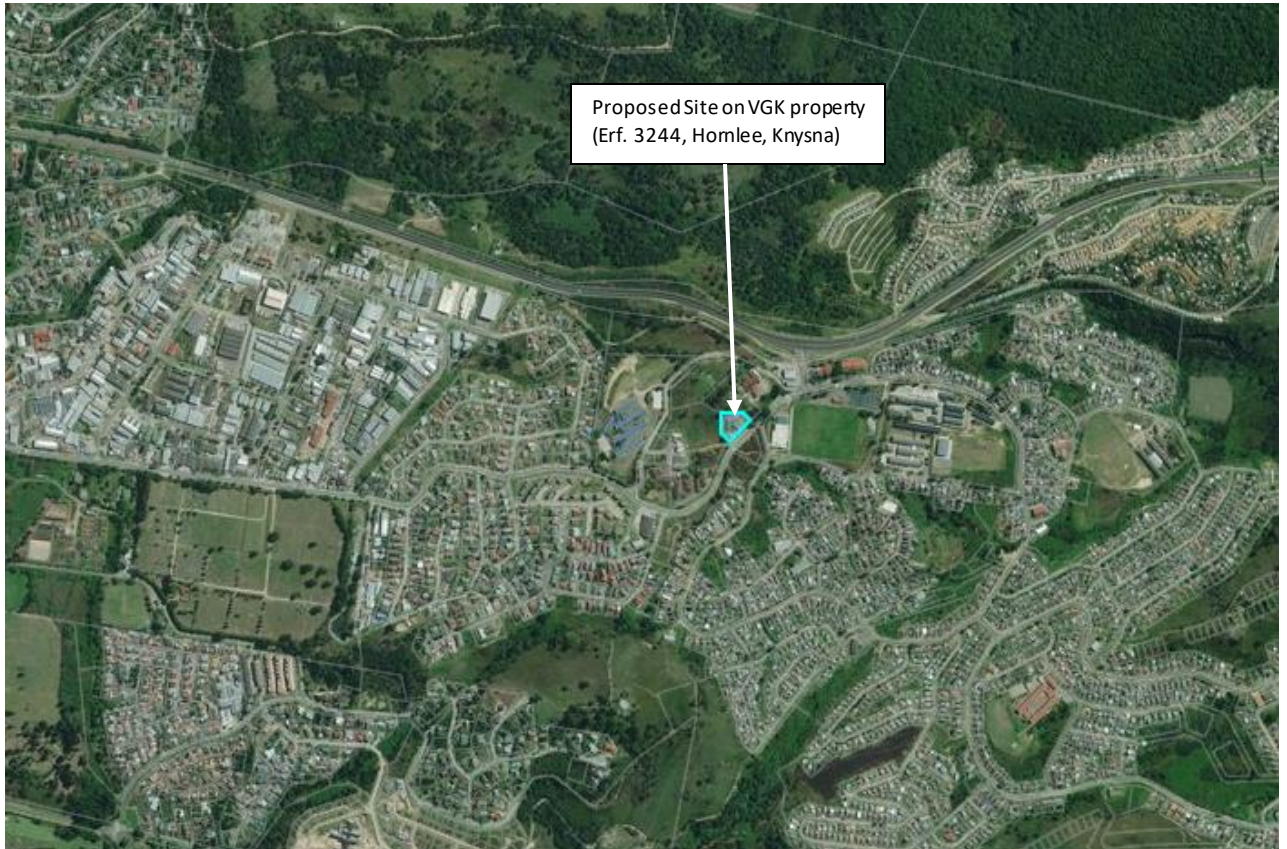 Proposed Site on VGK property
(Erf. 3244, Hornlee, Knysna)